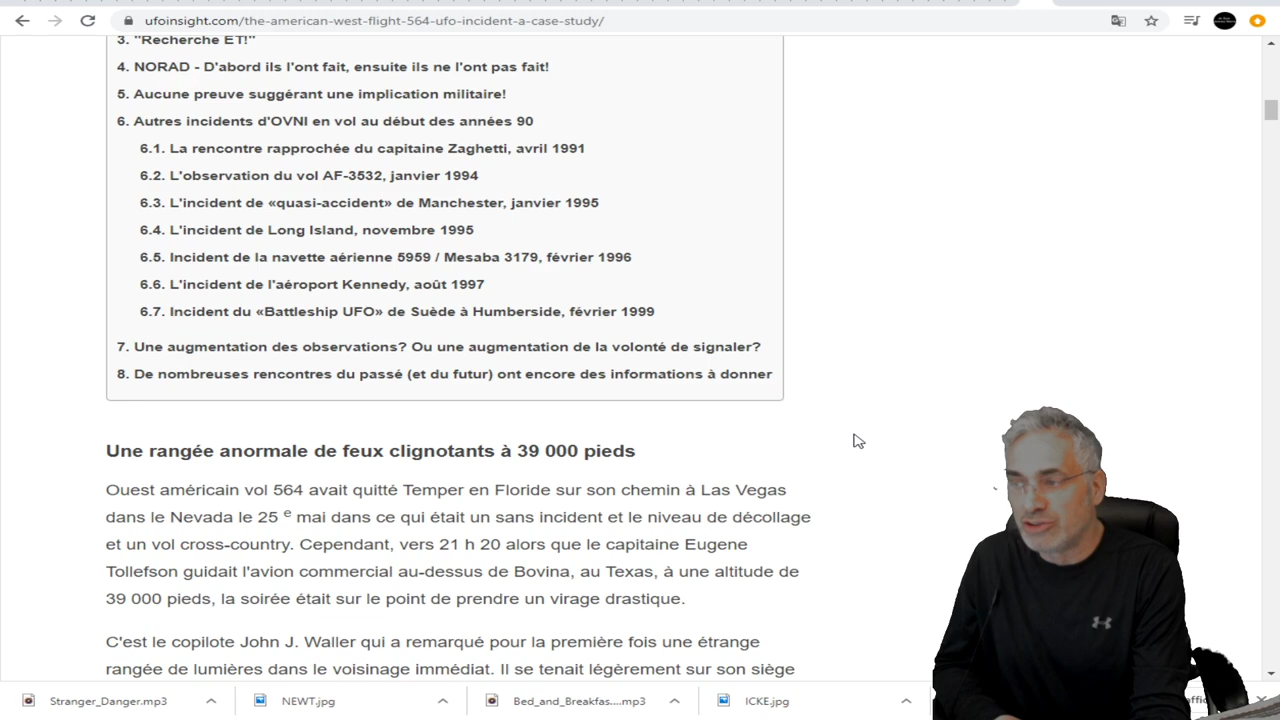 ufoinsight.com/the-american-west-flight-564-ufo-incident-a-case-study/
3. "Recherche ET!"
4. NORAD - D'abord ils l'ont fait, ensuite ils ne l'ont pas fait!
5. Aucune preuve suggérant une implication militaire!
6. Autres incidents d'OVNI en vol au début des années 90
6.1. La rencontre rapprochée du capitaine Zaghetti, avril 1991
6.2. L'observation du vol AF-3532, janvier 1994
6.3. L'incident de «quasi-accident» de Manchester, janvier 1995
6.4. L'incident de Long Island, novembre 1995
6.5. Incident de la navette aérienne 5959 / Mesaba 3179, février 1996
6.6. L'incident de l'aéroport Kennedy, août 1997
6.7. Incident du «Battleship UFO» de Suède à Humberside, février 1999
7. Une augmentation des observations? Ou une augmentation de la volonté de signaler?
8. De nombreuses rencontres du passé (et du futur) ont encore des informations à donner
Une rangée anormale de feux clignotants à 39 000 pieds
Ouest américain vol 564 avait quitté Temper en Floride sur son chemin à Las Vegas
dans le Nevada le 25 e mai dans ce qui était un sans incident et le niveau de décollage
et un vol cross-country. Cependant, vers 21 h 20 alors que le capitaine Eugene
Tollefson guidait l'avion commercial au-dessus de Bovina, au Texas, à une altitude de
39 000 pieds, la soirée était sur le point de prendre un virage drastique.
C'est le copilote John J. Waller qui a remarqué pour la première fois une étrange
rangée de lumières dans le voisinage immédiat. Il se tenait légèrement sur son siège
Stranger_Danger.mp3
NEWT.jpg
Bed_and_Breakfas....mp3
ICKE.jpg